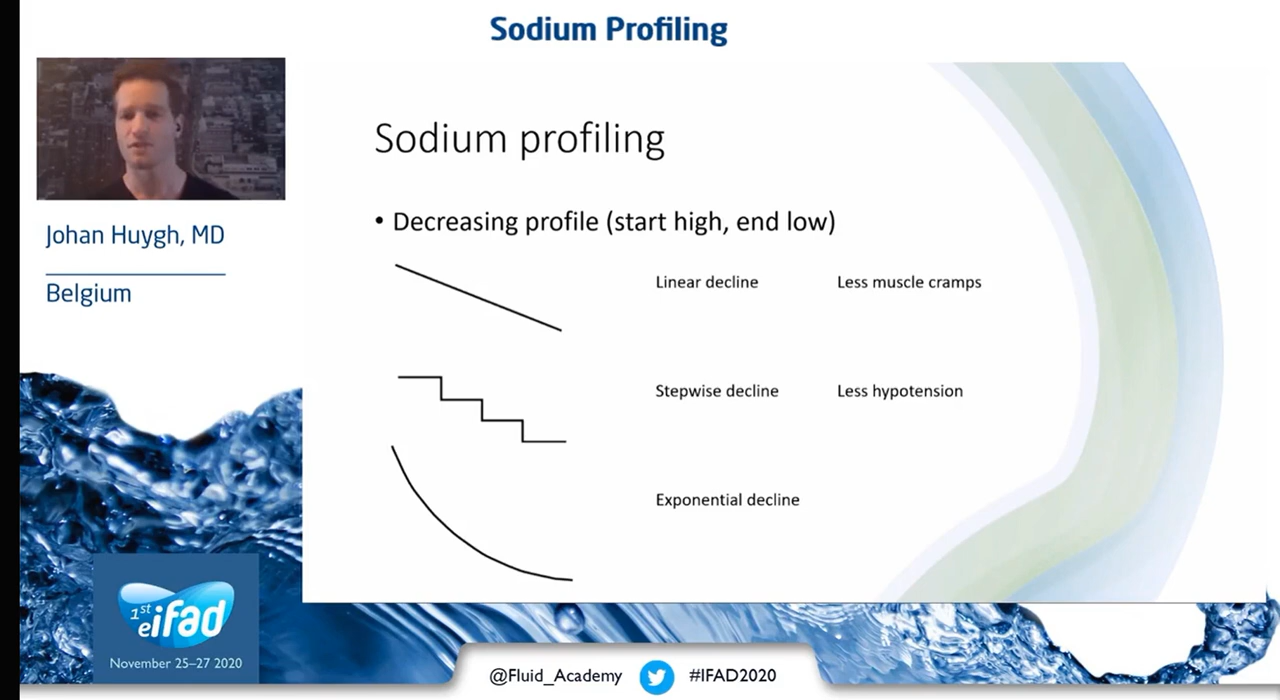 Sodium Profiling
Johan Huygh, MD
Belgium
Sodium profiling
• Decreasing profile (start high, end low)
Linear decline Less muscle cramps
Stepwise decline Less hypotension
Exponential decline
1st
eifad
November 25–27 2020
@Fluid_Academy #IFAD2020